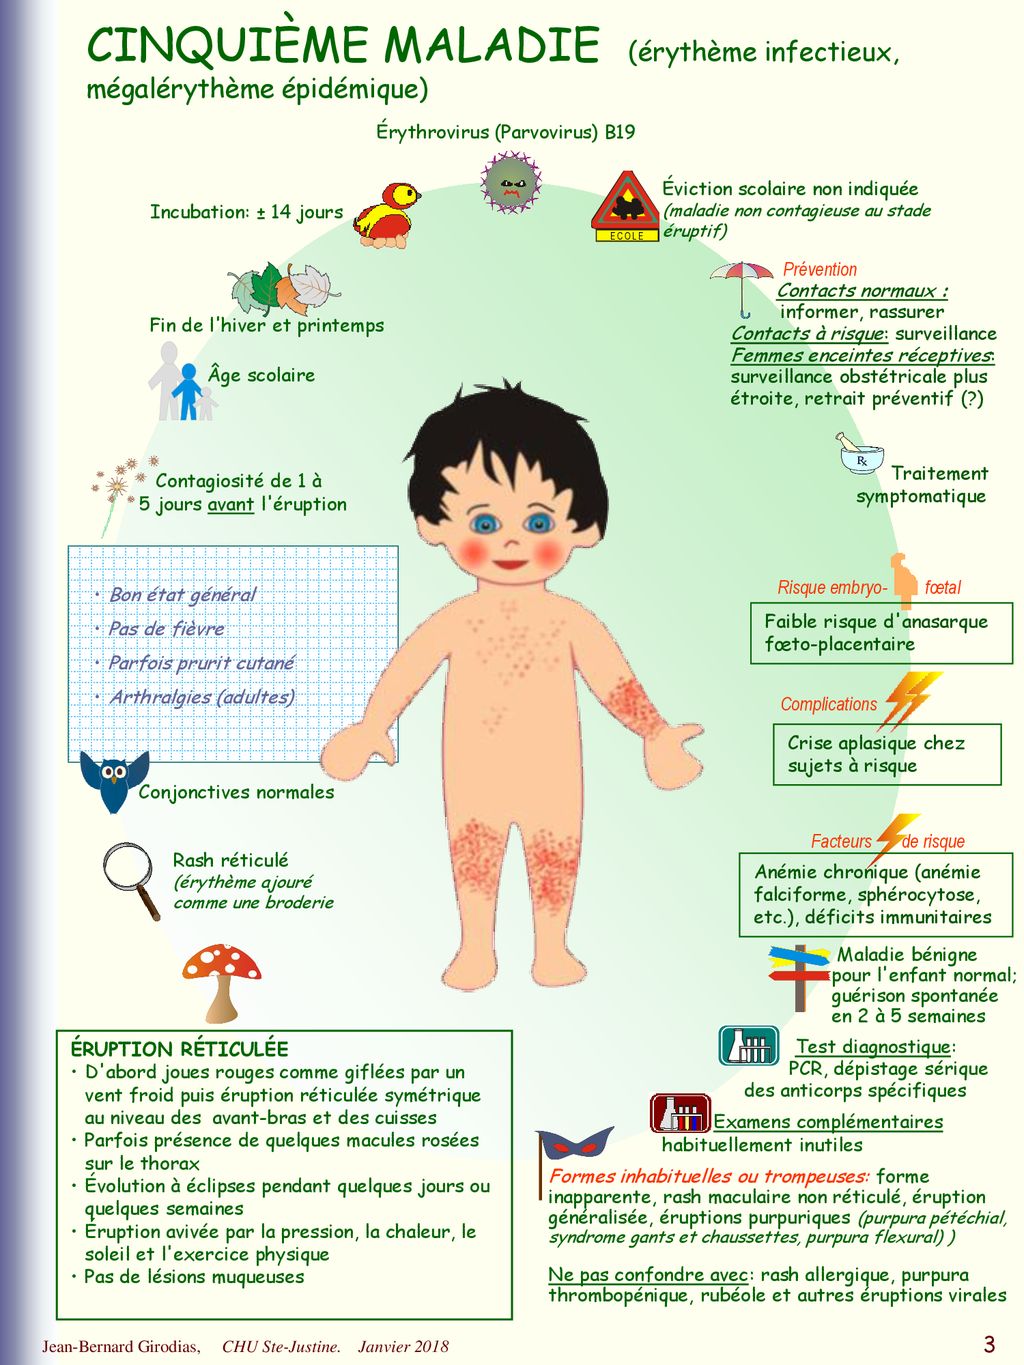 CINQUIÈME MALADIE (érythème infectieux,
mégalérythème épidémique)
Érythrovirus (Parvovirus) B19
Incubation: ± 14 jours
Fin de l'hiver et printemps
Âge scolaire
Contagiosité de 1 à
5 jours avant l'éruption
• Bon état général
• Pas de fièvre
• Parfois prurit cutané
• Arthralgies (adultes)
Conjonctives normales
Rash réticulé
(érythème ajouré
comme une broderie
ÉRUPTION RÉTICULÉE
• D'abord joues rouges comme giflées par un
vent froid puis éruption réticulée symétrique
au niveau des avant-bras et des cuisses
• Parfois présence de quelques macules rosées
sur le thorax
• Évolution à éclipses pendant quelques jours ou
quelques semaines
• Éruption avivée par la pression, la chaleur, le
soleil et l'exercice physique
• Pas de lésions muqueuses
ECOLE
Éviction scolaire non indiquée
(maladie non contagieuse au stade
éruptif)
Prévention
Contacts normaux :
informer, rassurer
Contacts à risque: surveillance
Femmes enceintes réceptives:
surveillance obstétricale plus
étroite, retrait préventif (?)
Rx
Traitement
symptomatique
Risque embryo- fœtal
Faible risque d'anasarque
fœto-placentaire
Complications
Crise aplasique chez
sujets à risque
Facteurs de risque
Anémie chronique (anémie
falciforme, sphérocytose,
etc.), déficits immunitaires
Maladie bénigne
pour l'enfant normal;
guérison spontanée
en 2 à 5 semaines
Test diagnostique:
PCR, dépistage sérique
des anticorps spécifiques
Examens complémentaires
habituellement inutiles
Formes inhabituelles ou trompeuses: forme
inapparente, rash maculaire non réticulé, éruption
généralisée, éruptions purpuriques (purpura pétéchial,
syndrome gants et chaussettes, purpura flexural) )
Ne pas confondre avec: rash allergique, purpura
thrombopénique, rubéole et autres éruptions virales
Jean-Bernard Girodias, CHU Ste-Justine. Janvier 2018
3